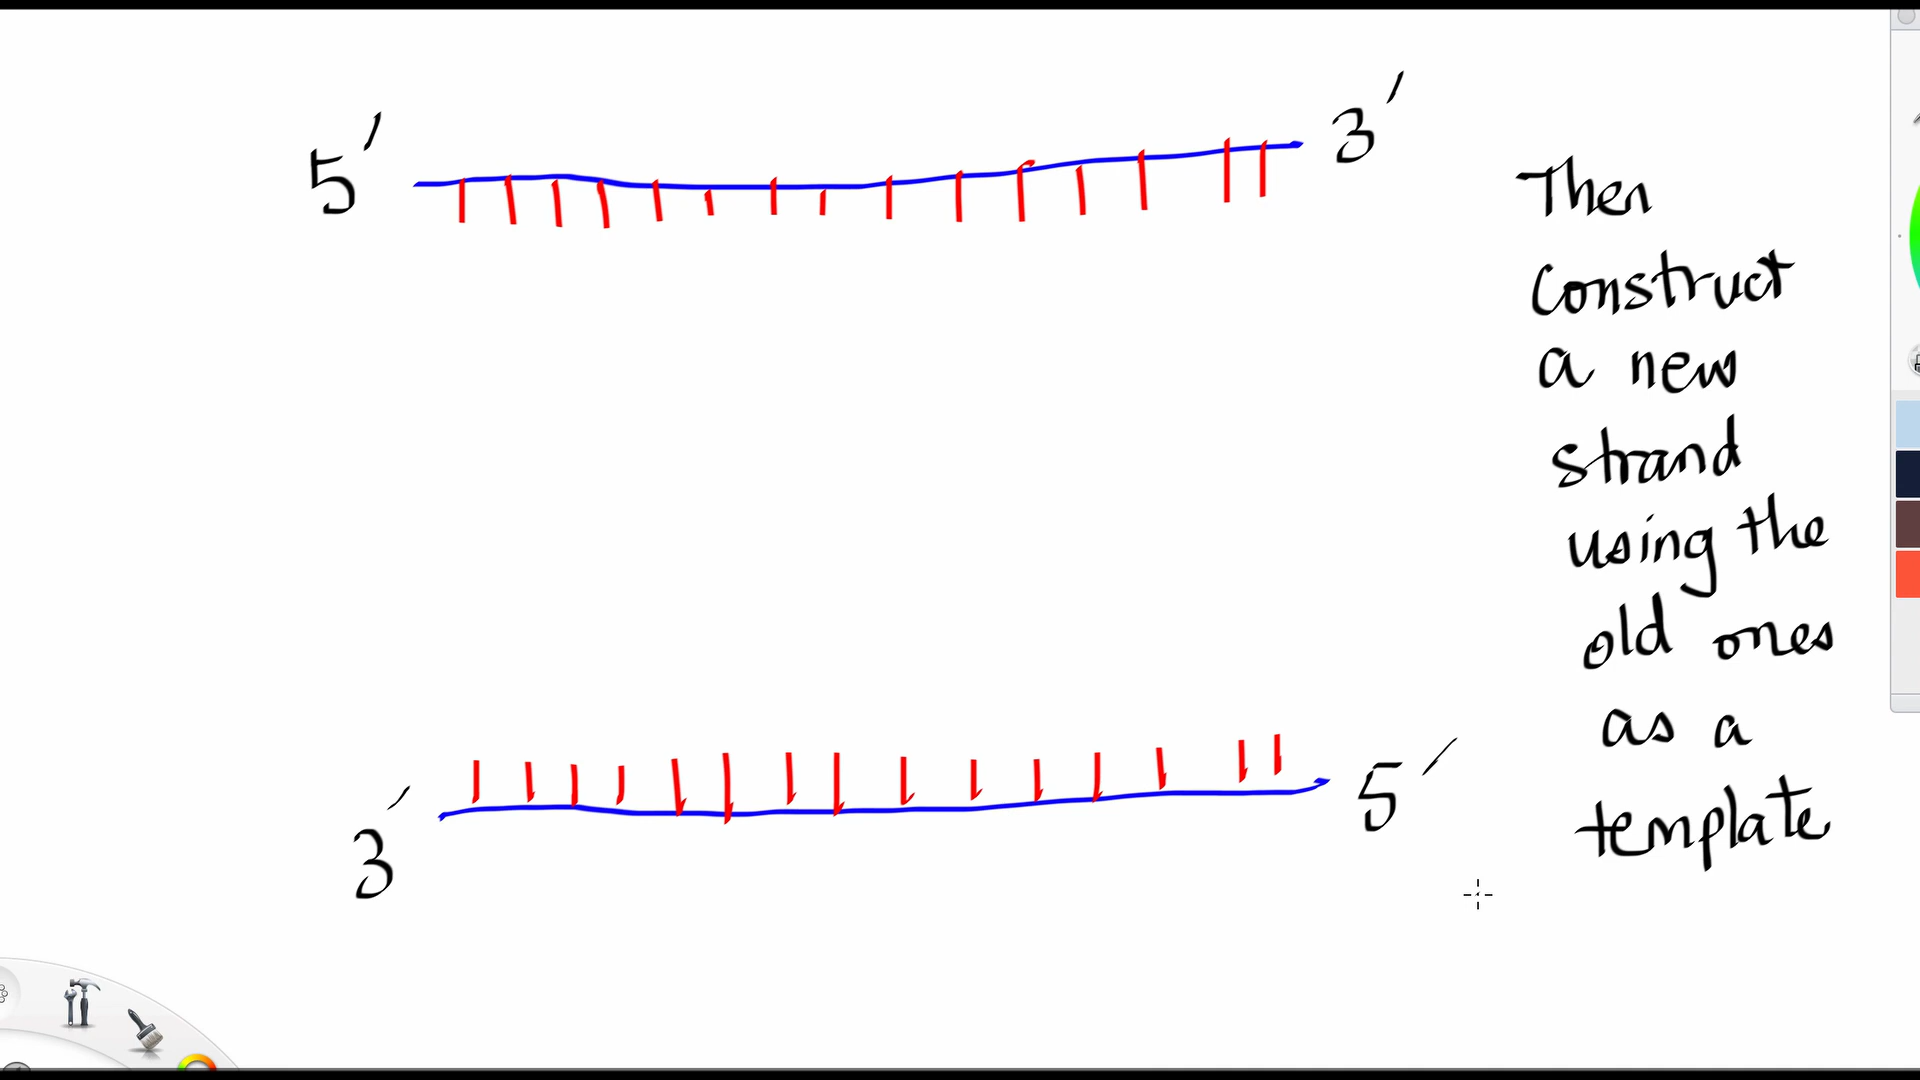 5′ 3′
Then
construct
a new
strand
using the
old ones
as a
template
3′ 5′